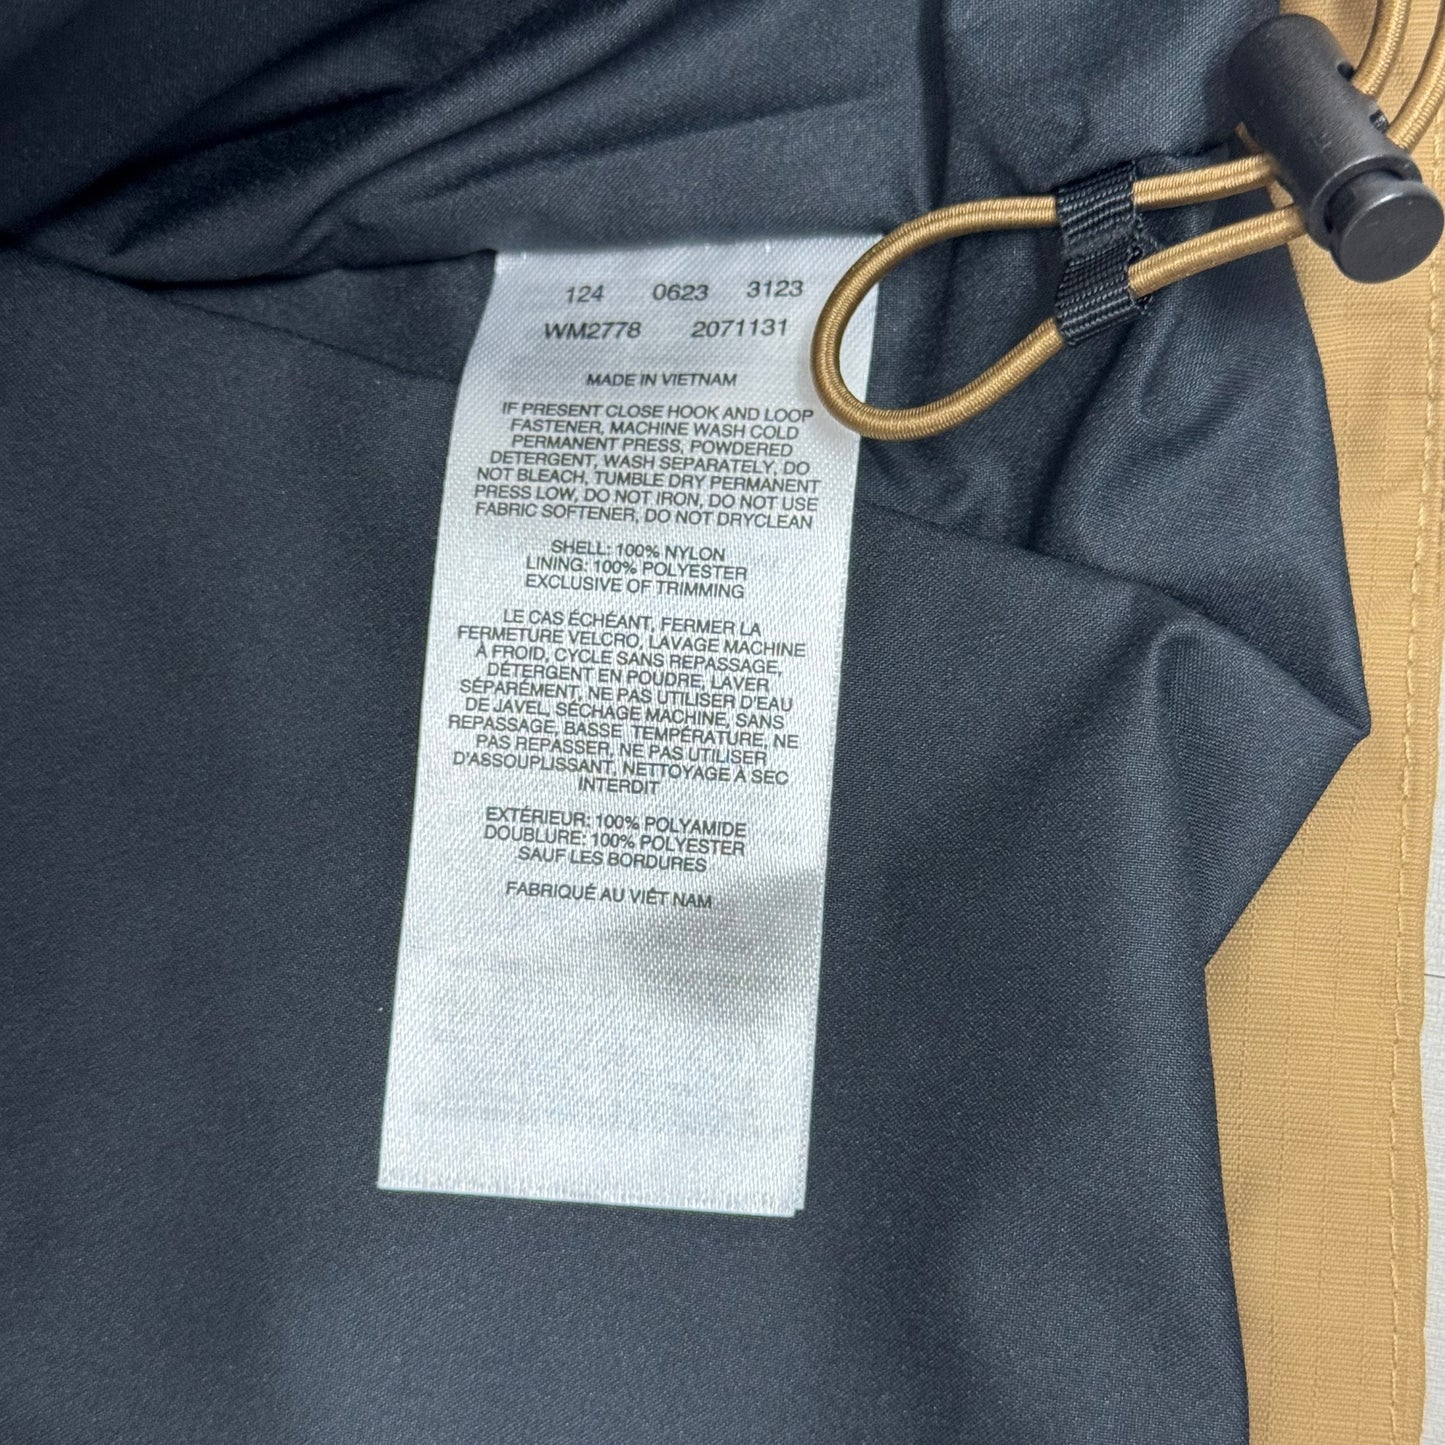 124 0623 3123
WM2778 2071131
MADE IN VIETNAM
IF PRESENT CLOSE HOOK AND LOOP
FASTENER, MACHINE WASH COLD
PERMANENT PRESS, POWDERED
DETERGENT, WASH SEPARATELY, DO
NOT BLEACH, TUMBLE DRY PERMANENT
PRESS LOW, DO NOT IRON, DO NOT USE
FABRIC SOFTENER, DO NOT DRYCLEAN
SHELL: 100% NYLON
LINING: 100% POLYESTER
EXCLUSIVE OF TRIMMING
LE CAS ÉCHÉANT, FERMER LA
FERMETURE VELCRO, LAVAGE MACHINE
À FROID, CYCLE SANS REPASSAGE,
DÉTERGENT EN POUDRE, LAVER
SÉPARÉMENT, NE PAS UTILISER D'EAU
DE JAVEL, SÉCHAGE MACHINE, SANS
REPASSAGE, BASSE TEMPÉRATURE, NE
PAS REPASSER, NE PAS UTILISER
D'ASSOUPLISSANT, NETTOYAGE À SEC
INTERDIT
EXTÉRIEUR: 100% POLYAMIDE
DOUBLURE: 100% POLYESTER
SAUF LES BORDURES
FABRIQUÉ AU VIÊT NAM